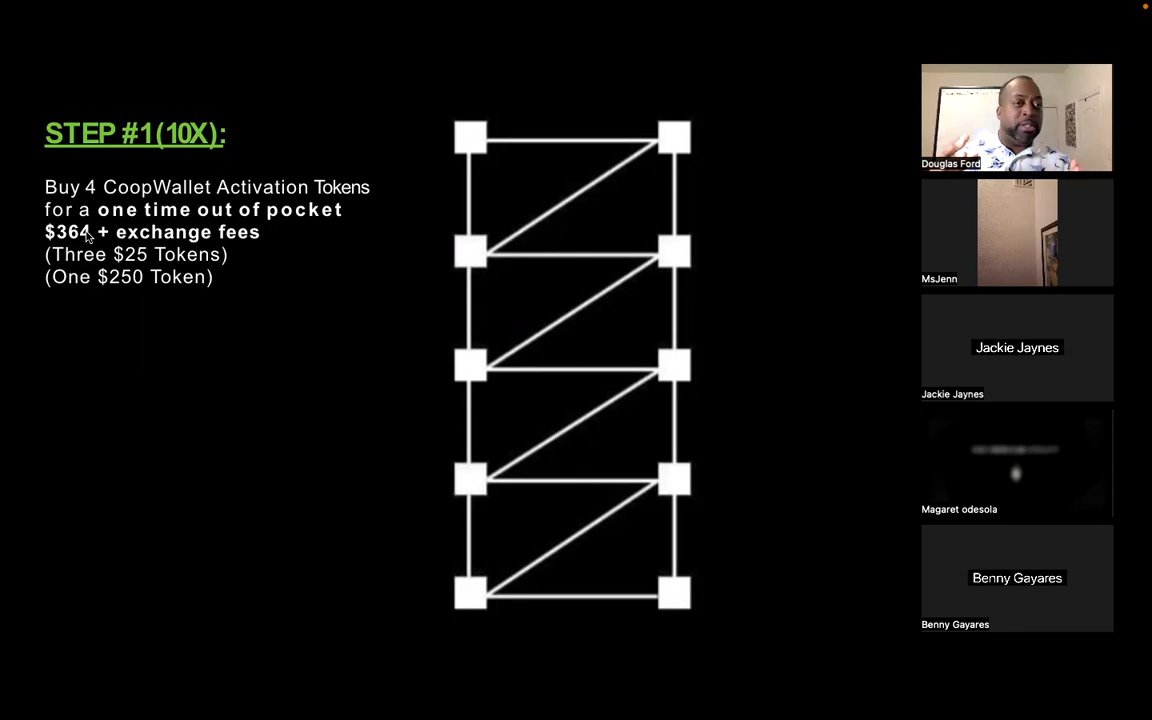 STEP #1(10X):
Buy 4 CoopWallet Activation Tokens
for a one time out of pocket
$364 + exchange fees
(Three $25 Tokens)
(One $250 Token)
Douglas Ford
MsJenn
Jackie Jaynes
Jackie Jaynes
Magaret odesola
Benny Gayares
Benny Gayares